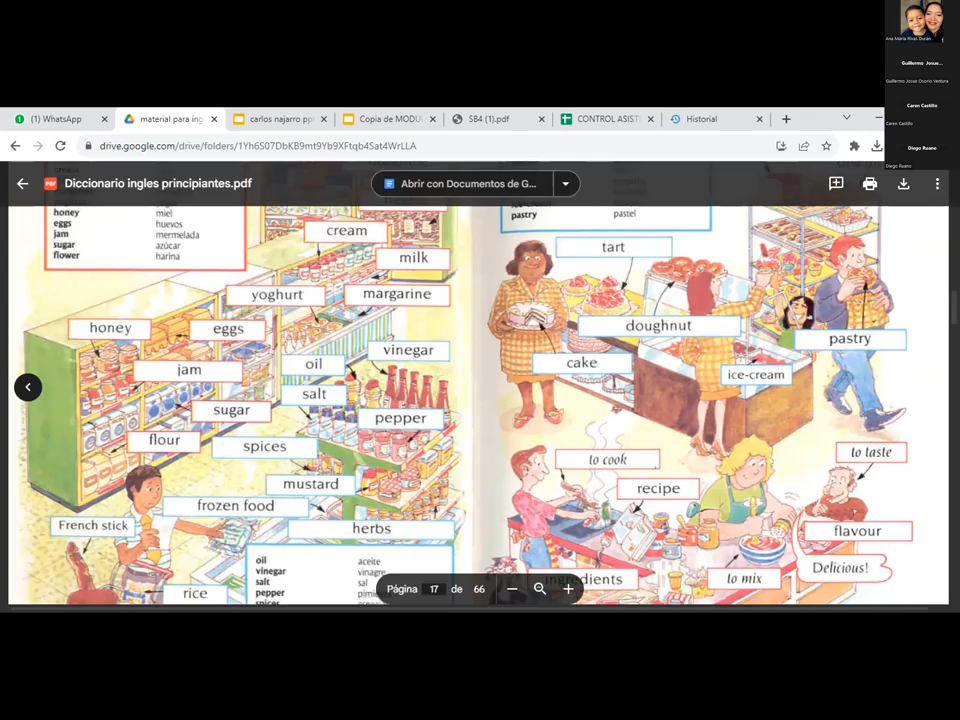 Ana María Rivas Duran
Guillermo Josue...
Guillermo Josue Osorio Ventura
Caren Castillo
Caren Castillo
Diego Ruano
Diego Ruano
(1) WhatsApp
material para ing
carlos najarro pp
Copia de MODU
SB4 (1).pdf
CONTROL ASIST
Historial
drive.google.com/drive/folders/1Yh6S07DbKB9mt9Yb9XFtqb4Sat4WrLLA
PDF
Diccionario ingles principiantes.pdf
Abrir con Documentos de G...
honey miel
eggs huevos
jam mermelada
sugar azúcar
flower harina
cream
milk
yoghurt
margarine
honey
eggs
jam
oil
vinegar
salt
sugar
pepper
flour
spices
mustard
frozen food
French stick
herbs
rice
oil aceite
vinegar vinagre
salt sal
pepper
spices
pastry pastel
tart
doughnut
pastry
cake
ice-cream
to cook
to taste
recipe
flavour
ingredients
to mix
Delicious!
Página 17 de 66